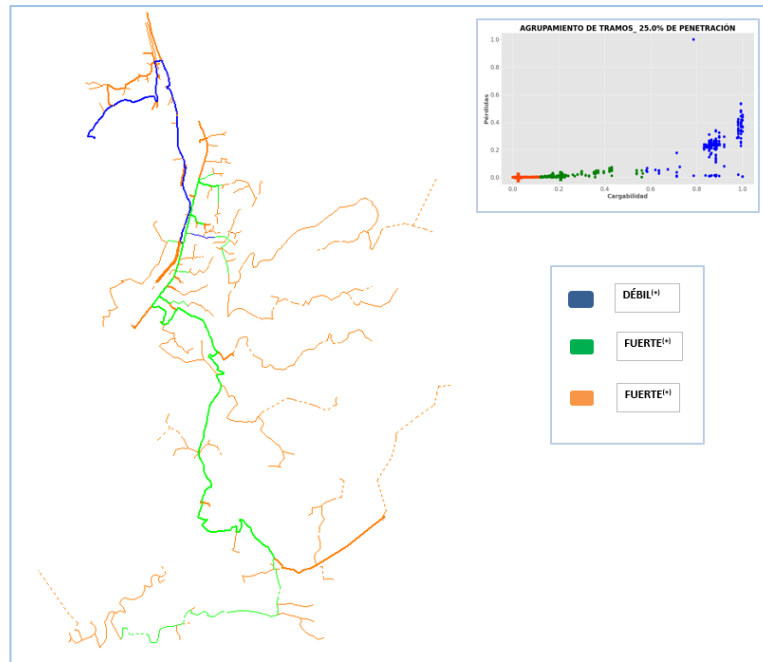 AGRUPAMIENTO DE TRAMOS_ 25.0% DE PENETRACIÓN
1.0
0.8
0.6
0.4
0.2
0.0
Pérdidas
0.0 0.2 0.4 0.6 0.8 1.0
Cargabilidad
DÉBIL(*)
FUERTE(+)
FUERTE(+)